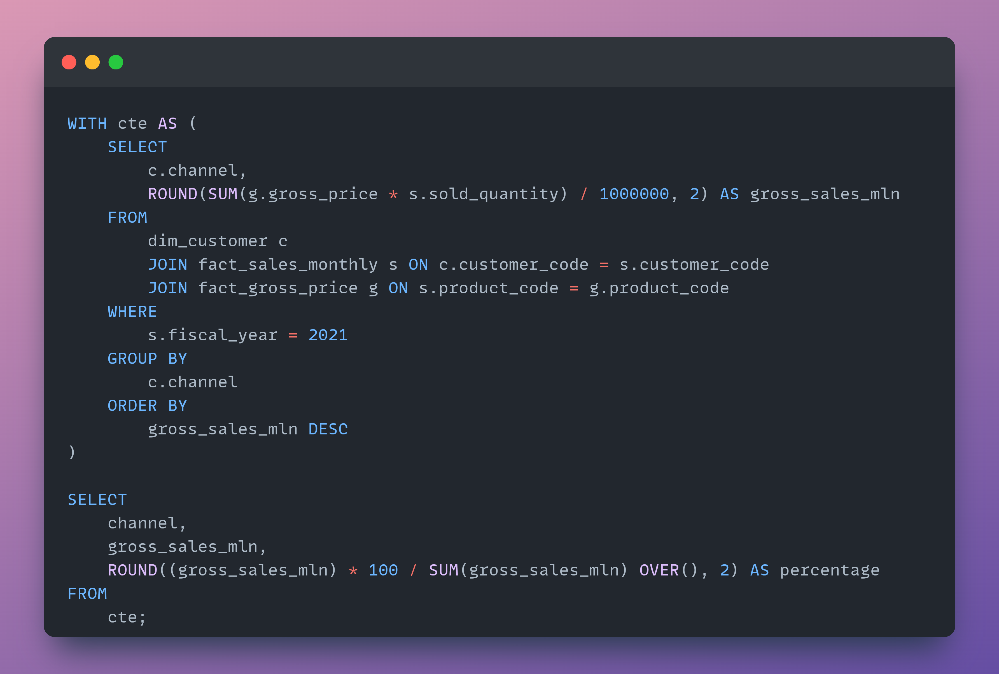 WITH cte AS (
    SELECT
        c.channel,
        ROUND(SUM(g.gross_price * s.sold_quantity) / 1000000, 2) AS gross_sales_mln
    FROM
        dim_customer c
        JOIN fact_sales_monthly s ON c.customer_code = s.customer_code
        JOIN fact_gross_price g ON s.product_code = g.product_code
    WHERE
        s.fiscal_year = 2021
    GROUP BY
        c.channel
    ORDER BY
        gross_sales_mln DESC
)

SELECT
    channel,
    gross_sales_mln,
    ROUND((gross_sales_mln) * 100 / SUM(gross_sales_mln) OVER(), 2) AS percentage
FROM
    cte;